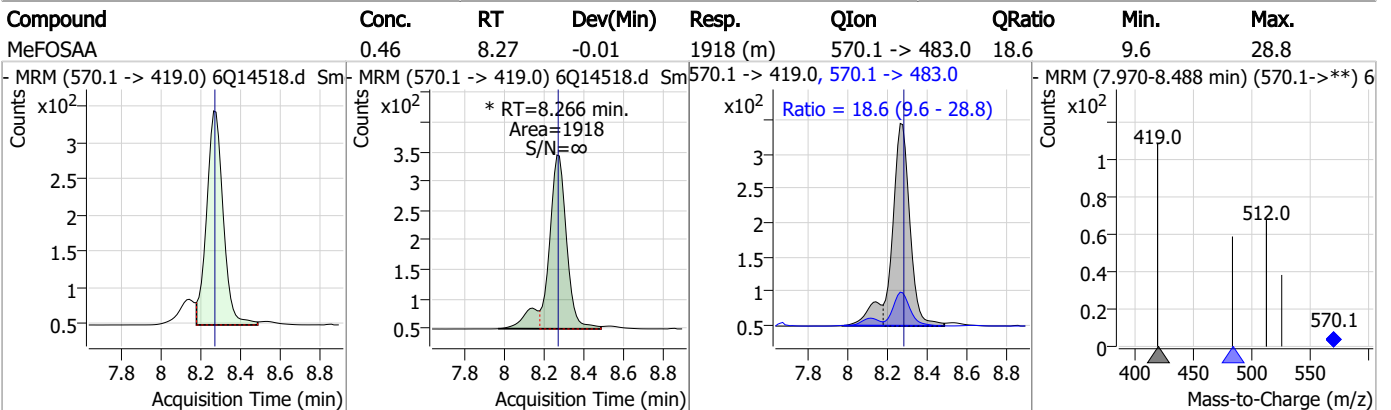 Compound Conc. RT Dev(Min) Resp. QIon QRatio Min. Max.
MeFOSAA 0.46 8.27 -0.01 1918 (m) 570.1 -> 483.0 18.6 9.6 28.8
- MRM (570.1 -> 419.0) 6Q14518.d Sm
Counts
x10²
3
2.5
2
1.5
1
0.5
7.8 8 8.2 8.4 8.6 8.8
Acquisition Time (min)
- MRM (570.1 -> 419.0) 6Q14518.d Sm
Counts
x10²
* RT=8.266 min.
Area=1918
S/N=∞
3.5
3
2.5
2
1.5
1
0.5
7.8 8 8.2 8.4 8.6 8.8
Acquisition Time (min)
570.1 -> 419.0, 570.1 -> 483.0
Counts
x10²
Ratio = 18.6 (9.6 - 28.8)
3
2.5
2
1.5
1
0.5
7.8 8 8.2 8.4 8.6 8.8
Acquisition Time (min)
- MRM (7.970-8.488 min) (570.1->**) 6
Counts
x10²
419.0
1
0.8
512.0
0.6
0.4
0.2
570.1
0
400 450 500 550
Mass-to-Charge (m/z)